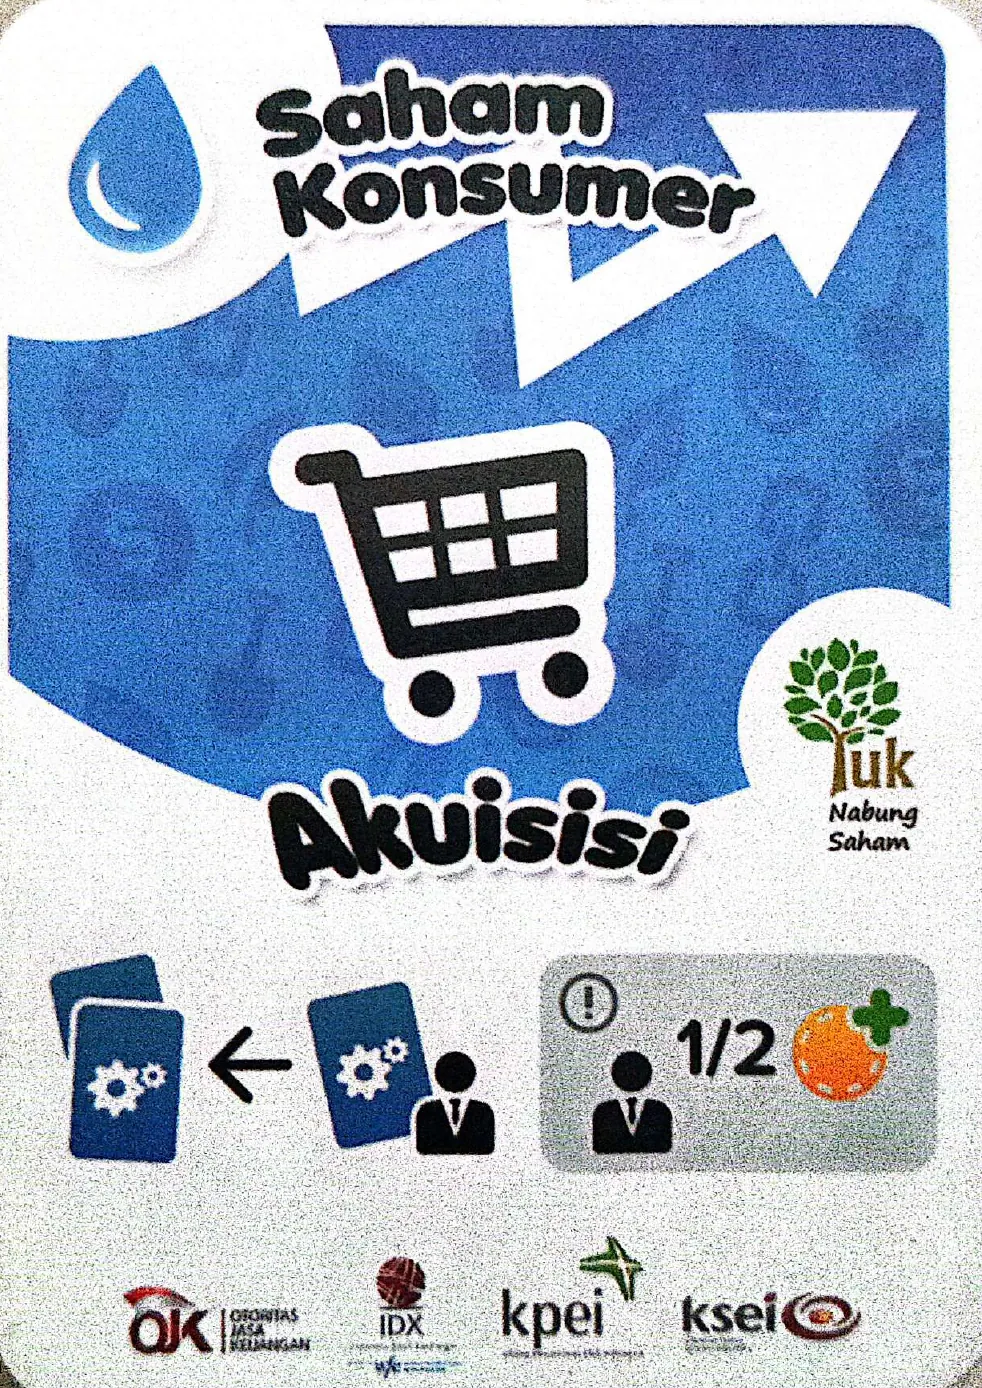 Saham
Konsumer
Yuk
Nabung
Saham
Akuisisi
!
1/2
OJK
OTORITAS
JASA
KEUANGAN
IDX
kpei
ksei